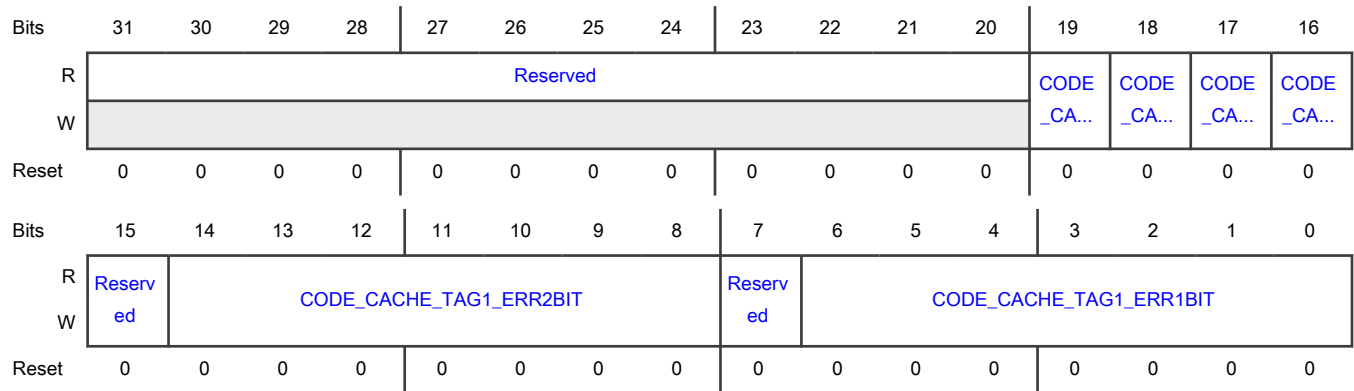 Bits 31 30 29 28 27 26 25 24 23 22 21 20 19 18 17 16
R Reserved CODE CODE CODE CODE
W _CA... _CA... _CA... _CA...
Reset 0 0 0 0 0 0 0 0 0 0 0 0 0 0 0 0
Bits 15 14 13 12 11 10 9 8 7 6 5 4 3 2 1 0
R Reserv CODE_CACHE_TAG1_ERR2BIT Reserv CODE_CACHE_TAG1_ERR1BIT
W ed ed
Reset 0 0 0 0 0 0 0 0 0 0 0 0 0 0 0 0